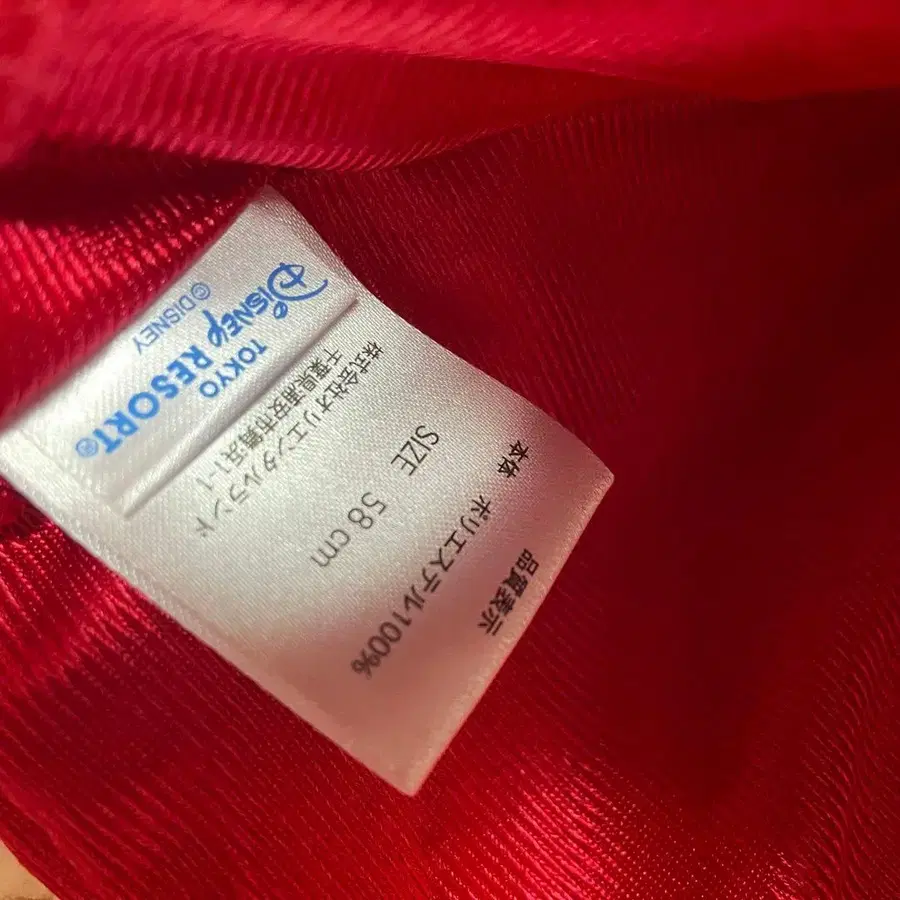 品質表示
本体 ポリエステル100%
SIZE 58 cm
株式会社オリエンタルランド
千葉県浦安市舞浜1-1
TOKYO
Disney RESORT®
©DISNEY